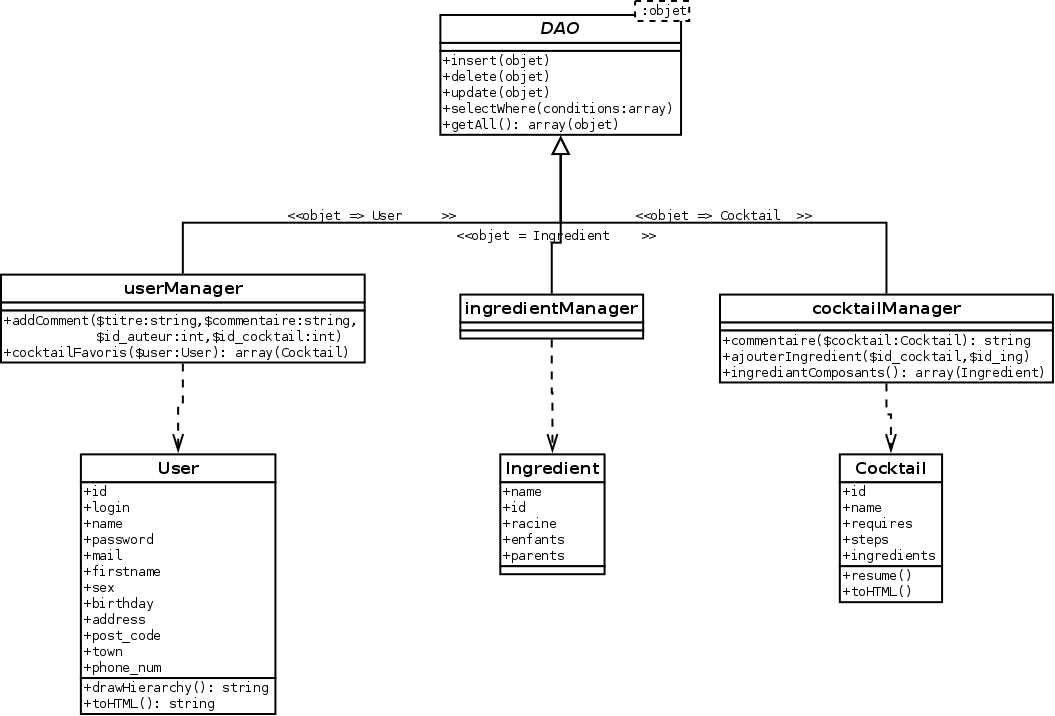 :objet
DAO
+insert(objet)
+delete(objet)
+update(objet)
+selectWhere(conditions:array)
+getAll(): array(objet)
<<objet => User >>
<<objet => Cocktail >>
<<objet = Ingredient >>
userManager
+addComment($titre:string,$commentaire:string,
$id_auteur:int,$id_cocktail:int)
+cocktailFavoris($user:User): array(Cocktail)
ingredientManager
cocktailManager
+commentaire($cocktail:Cocktail): string
+ajouterIngredient($id_cocktail,$id_ing)
+ingrediantComposants(): array(Ingredient)
User
+id
+login
+name
+password
+mail
+firstname
+sex
+birthday
+address
+post_code
+town
+phone_num
+drawHierarchy(): string
+toHTML(): string
Ingredient
+name
+id
+racine
+enfants
+parents
Cocktail
+id
+name
+requires
+steps
+ingredients
+resume()
+toHTML()